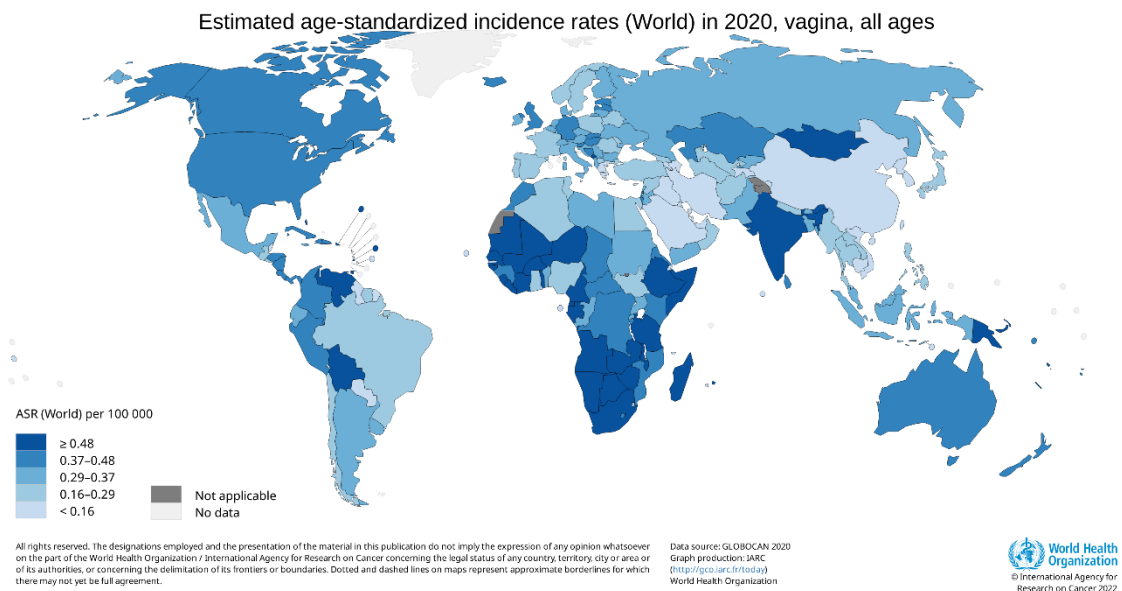 Estimated age-standardized incidence rates (World) in 2020, vagina, all ages
ASR (World) per 100 000
≥ 0.48
0.37–0.48
0.29–0.37
0.16–0.29
< 0.16
Not applicable
No data
All rights reserved. The designations employed and the presentation of the material in this publication do not imply the expression of any opinion whatsoever
on the part of the World Health Organization / International Agency for Research on Cancer concerning the legal status of any country, territory, city or area or
of its authorities, or concerning the delimitation of its frontiers or boundaries. Dotted and dashed lines on maps represent approximate borderlines for which
there may not yet be full agreement.
Data source: GLOBOCAN 2020
Graph production: IARC
(http://gco.iarc.fr/today)
World Health Organization
World Health
Organization
© International Agency for
Research on Cancer 2022